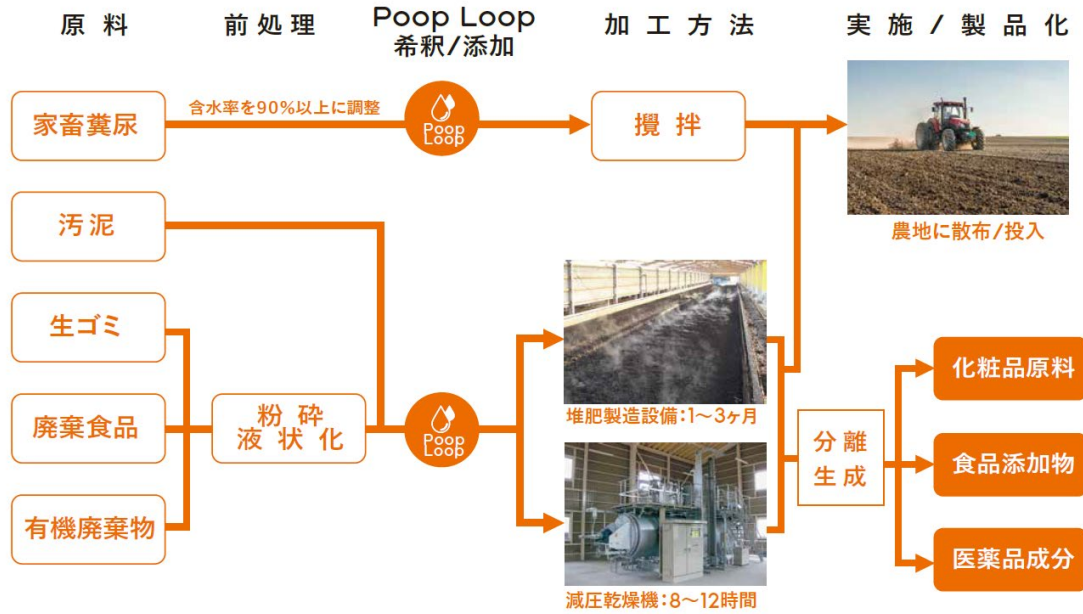 原料
前処理
Poop Loop
希釈/添加
加工方法
実施/製品化
家畜糞尿
含水率を90%以上に調整
Poop
Loop
攪拌
農地に散布/投入
汚泥
生ゴミ
廃棄食品
有機廃棄物
粉砕
液状化
Poop
Loop
堆肥製造設備:1〜3ヶ月
減圧乾燥機:8〜12時間
分離
生成
化粧品原料
食品添加物
医薬品成分